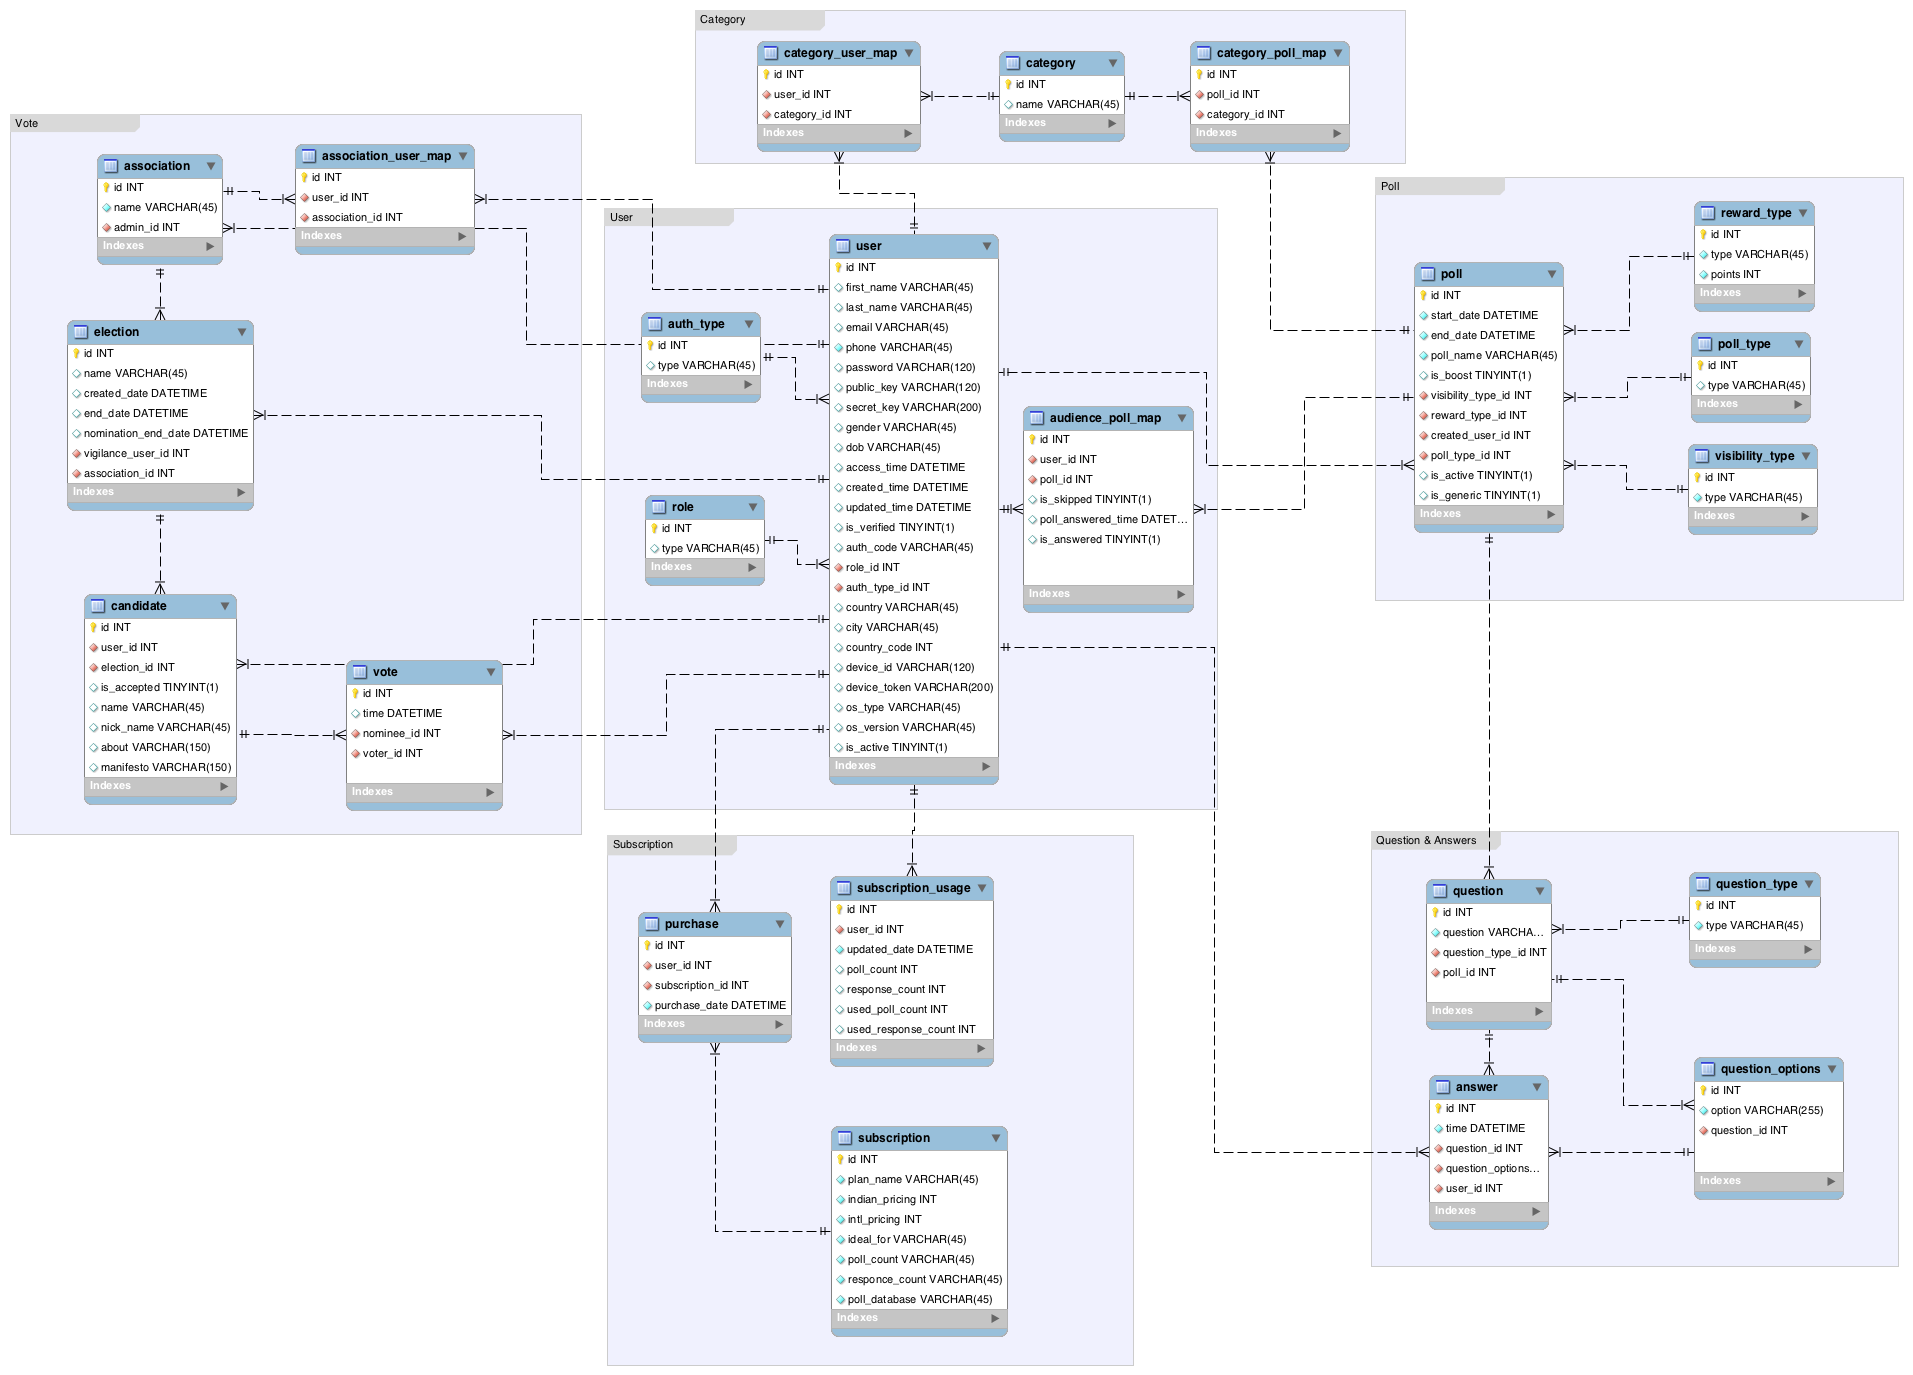 Category
category_user_map
id INT
user_id INT
category_id INT
Indexes
category
id INT
name VARCHAR(45)
Indexes
category_poll_map
id INT
poll_id INT
category_id INT
Indexes
Vote
association
id INT
name VARCHAR(45)
admin_id INT
Indexes
association_user_map
id INT
user_id INT
association_id INT
Indexes
election
id INT
name VARCHAR(45)
created_date DATETIME
end_date DATETIME
nomination_end_date DATETIME
vigilance_user_id INT
association_id INT
Indexes
candidate
id INT
user_id INT
election_id INT
is_accepted TINYINT(1)
name VARCHAR(45)
nick_name VARCHAR(45)
about VARCHAR(150)
manifesto VARCHAR(150)
Indexes
vote
id INT
time DATETIME
nominee_id INT
voter_id INT
Indexes
User
auth_type
id INT
type VARCHAR(45)
Indexes
role
id INT
type VARCHAR(45)
Indexes
user
id INT
first_name VARCHAR(45)
last_name VARCHAR(45)
email VARCHAR(45)
phone VARCHAR(45)
password VARCHAR(120)
public_key VARCHAR(120)
secret_key VARCHAR(200)
gender VARCHAR(45)
dob VARCHAR(45)
access_time DATETIME
created_time DATETIME
updated_time DATETIME
is_verified TINYINT(1)
auth_code VARCHAR(45)
role_id INT
auth_type_id INT
country VARCHAR(45)
city VARCHAR(45)
country_code INT
device_id VARCHAR(120)
device_token VARCHAR(200)
os_type VARCHAR(45)
os_version VARCHAR(45)
is_active TINYINT(1)
Indexes
audience_poll_map
id INT
user_id INT
poll_id INT
is_skipped TINYINT(1)
poll_answered_time DATET...
is_answered TINYINT(1)
Indexes
Poll
poll
id INT
start_date DATETIME
end_date DATETIME
poll_name VARCHAR(45)
is_boost TINYINT(1)
visibility_type_id INT
reward_type_id INT
created_user_id INT
poll_type_id INT
is_active TINYINT(1)
is_generic TINYINT(1)
Indexes
reward_type
id INT
type VARCHAR(45)
points INT
Indexes
poll_type
id INT
type VARCHAR(45)
Indexes
visibility_type
id INT
type VARCHAR(45)
Indexes
Subscription
purchase
id INT
user_id INT
subscription_id INT
purchase_date DATETIME
Indexes
subscription_usage
id INT
user_id INT
updated_date DATETIME
poll_count INT
response_count INT
used_poll_count INT
used_response_count INT
Indexes
subscription
id INT
plan_name VARCHAR(45)
indian_pricing INT
intl_pricing INT
ideal_for VARCHAR(45)
poll_count VARCHAR(45)
responce_count VARCHAR(45)
poll_database VARCHAR(45)
Indexes
Question & Answers
question
id INT
question VARCHA...
question_type_id INT
poll_id INT
Indexes
question_type
id INT
type VARCHAR(45)
Indexes
answer
id INT
time DATETIME
question_id INT
question_options...
user_id INT
Indexes
question_options
id INT
option VARCHAR(255)
question_id INT
Indexes